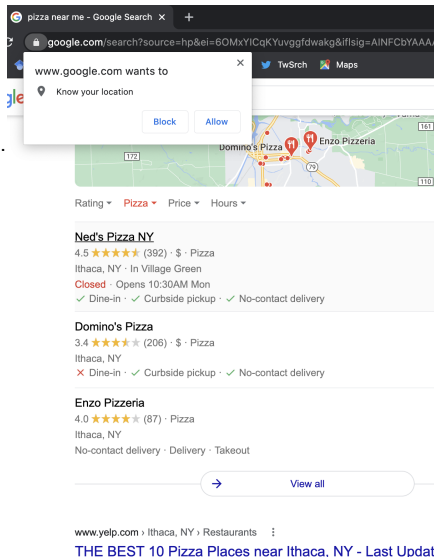 pizza near me - Google Search
google.com/search?source=hp&ei=6OMxYICqKYuvggfdwakg&iflsig=AINFCbYAAA
www.google.com wants to
Know your location
Block Allow
TwSrch Maps
gle
161
Domino's Pizza Enzo Pizzeria
172
79
110
Rating Pizza Price Hours
Ned's Pizza NY
4.5 (392) · $ · Pizza
Ithaca, NY · In Village Green
Closed · Opens 10:30AM Mon
✓ Dine-in · ✓ Curbside pickup · ✓ No-contact delivery
Domino's Pizza
3.4 (206) · $ · Pizza
Ithaca, NY
✕ Dine-in · ✓ Curbside pickup · ✓ No-contact delivery
Enzo Pizzeria
4.0 (87) · Pizza
Ithaca, NY
No-contact delivery · Delivery · Takeout
→ View all
www.yelp.com › Ithaca, NY › Restaurants
THE BEST 10 Pizza Places near Ithaca, NY - Last Updat